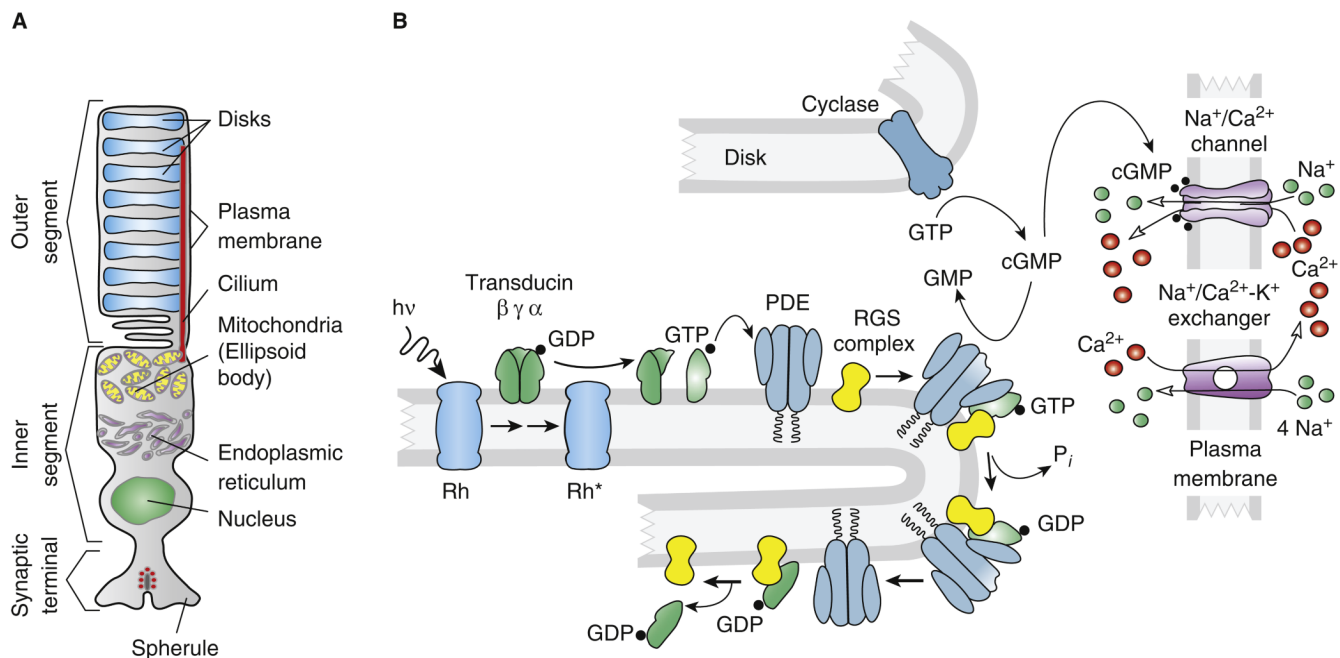 A
Disks
Plasma
membrane
Cilium
Mitochondria
(Ellipsoid
body)
Endoplasmic
reticulum
Nucleus
Spherule
Outer
segment
Inner
segment
Synaptic
terminal
B
Cyclase
Disk
GTP
cGMP
GMP
hν
Transducin
β γ α
GDP
GTP
PDE
RGS
complex
Rh
Rh*
GTP
Pi
GDP
GDP
GDP
Na⁺/Ca²⁺
channel
cGMP
Na⁺
Ca²⁺
Na⁺/Ca²⁺-K⁺
exchanger
Ca²⁺
4 Na⁺
Plasma
membrane